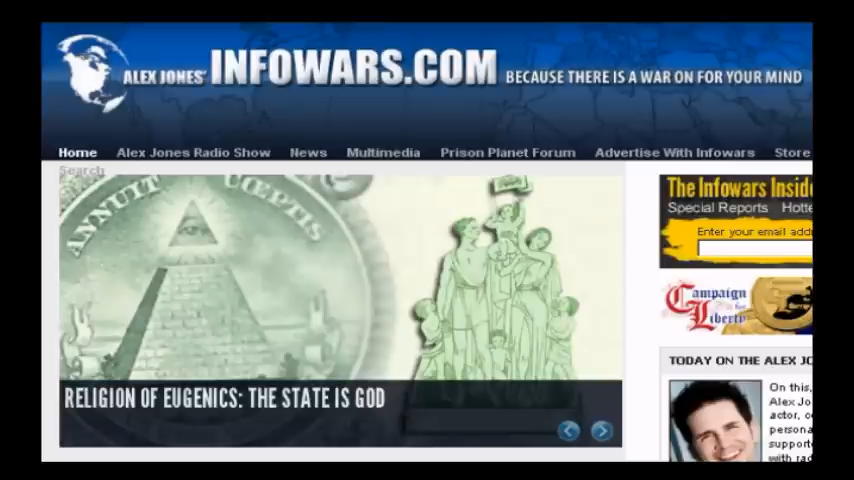 ALEX JONES' INFOWARS.COM BECAUSE THERE IS A WAR ON FOR YOUR MIND
Home Alex Jones Radio Show News Multimedia Prison Planet Forum Advertise With Infowars Store
Search
ANNUIT CŒPTIS
RELIGION OF EUGENICS: THE STATE IS GOD
The Infowars Insid
Special Reports Hotte
Enter your email addr
Campaign
for
Liberty
TODAY ON THE ALEX JO
On this,
Alex Jo
actor, c
persona
support
with rad